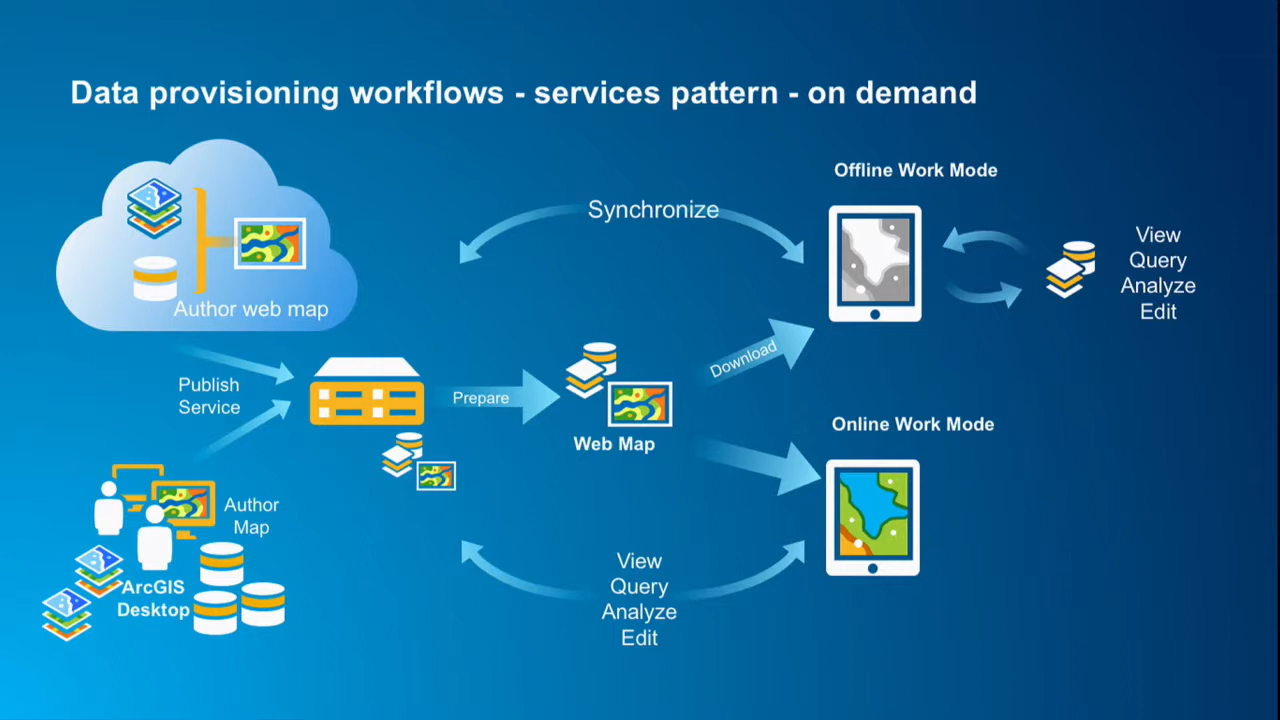 Data provisioning workflows - services pattern - on demand
Author web map
Publish
Service
Author
Map
ArcGIS
Desktop
Prepare
Web Map
Synchronize
Download
Offline Work Mode
View
Query
Analyze
Edit
Online Work Mode
View
Query
Analyze
Edit